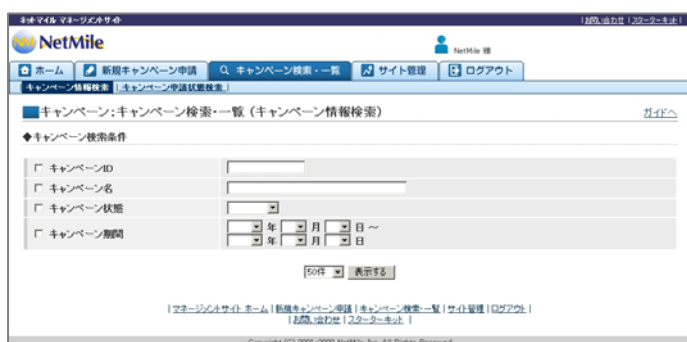 ネットマイル マネージメントサイト
| お問い合わせ | スターターキット |
NetMile
NetMile 様
ホーム 新規キャンペーン申請 キャンペーン検索・一覧 サイト管理 ログアウト
キャンペーン情報検索 | キャンペーン申請状態検索 |
キャンペーン:キャンペーン検索・一覧 (キャンペーン情報検索) ガイドへ
◆キャンペーン検索条件
キャンペーンID
キャンペーン名
キャンペーン状態
キャンペーン期間 年 月 日 ～
年 月 日
50件 表示する
| マネージメントサイト ホーム | 新規キャンペーン申請 | キャンペーン検索・一覧 | サイト管理 | ログアウト |
| お問い合わせ | スターターキット |
Copyright (C) 2001-2008 NetMile, Inc. All Rights Reserved.